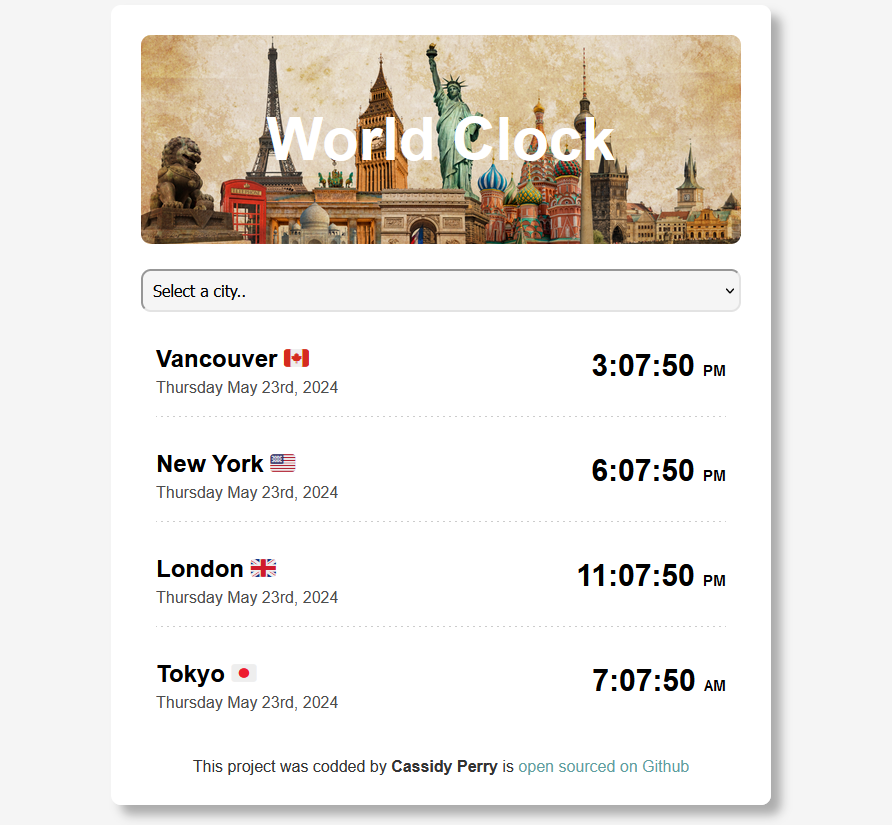 World Clock
Select a city..
Vancouver 🇨🇦
3:07:50 PM
Thursday May 23rd, 2024
New York 🇺🇸
6:07:50 PM
Thursday May 23rd, 2024
London 🇬🇧
11:07:50 PM
Thursday May 23rd, 2024
Tokyo 🇯🇵
7:07:50 AM
Thursday May 23rd, 2024
This project was codded by Cassidy Perry is open sourced on Github